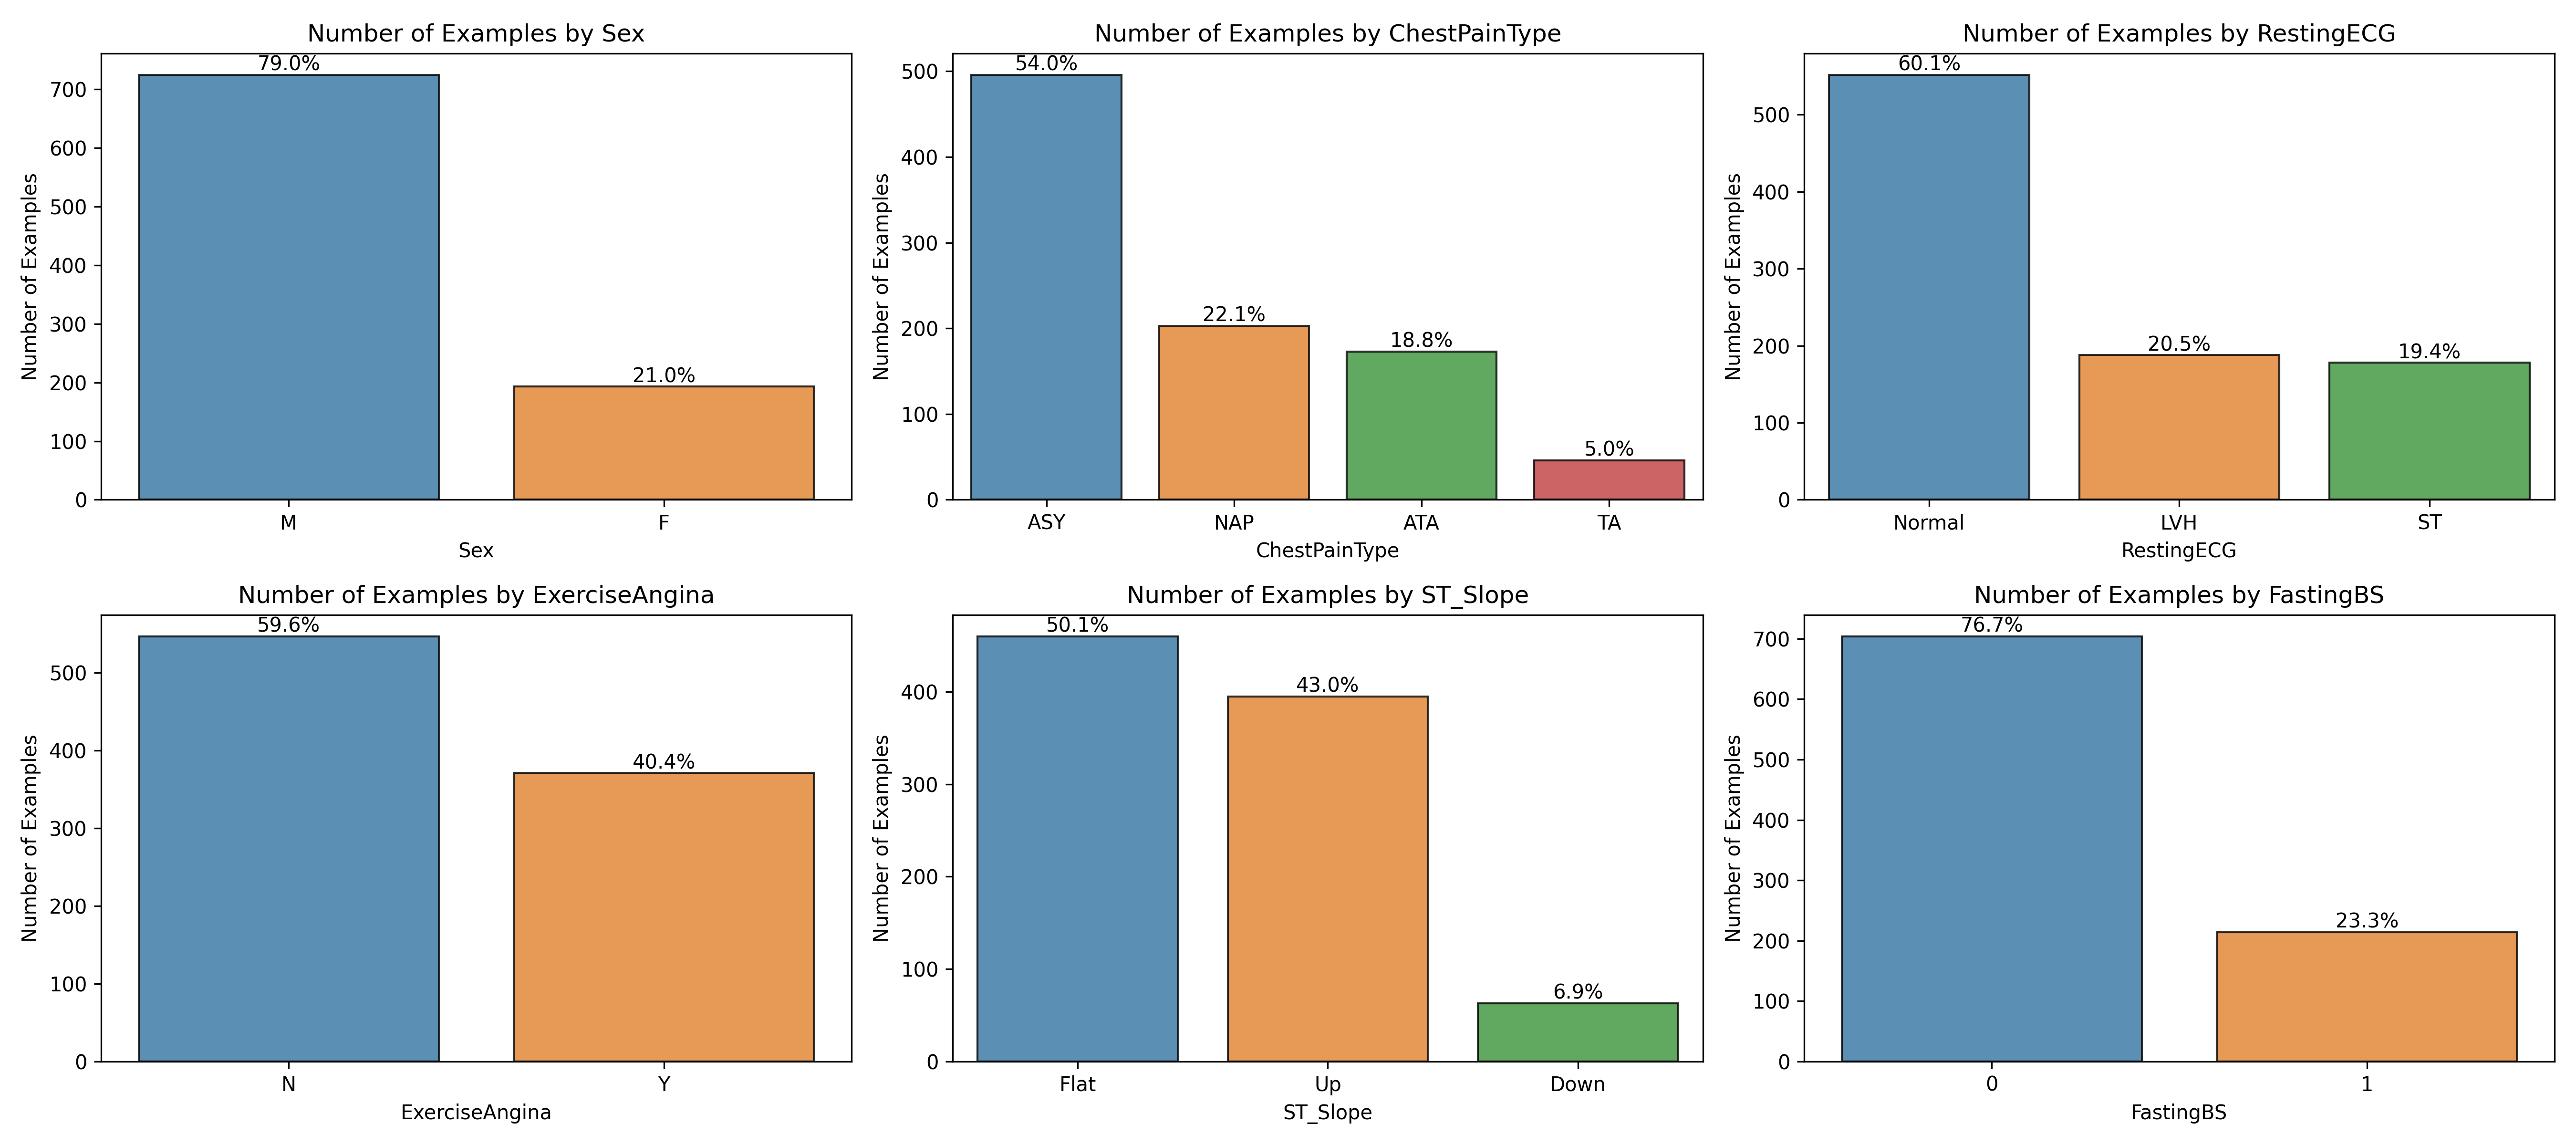 Number of Examples by Sex
Number of Examples
700
600
500
400
300
200
100
0
79.0%
21.0%
M
F
Sex
Number of Examples by ChestPainType
Number of Examples
500
400
300
200
100
0
54.0%
22.1%
18.8%
5.0%
ASY
NAP
ATA
TA
ChestPainType
Number of Examples by RestingECG
Number of Examples
500
400
300
200
100
0
60.1%
20.5%
19.4%
Normal
LVH
ST
RestingECG
Number of Examples by ExerciseAngina
Number of Examples
500
400
300
200
100
0
59.6%
40.4%
N
Y
ExerciseAngina
Number of Examples by ST_Slope
Number of Examples
400
300
200
100
0
50.1%
43.0%
6.9%
Flat
Up
Down
ST_Slope
Number of Examples by FastingBS
Number of Examples
700
600
500
400
300
200
100
0
76.7%
23.3%
0
1
FastingBS